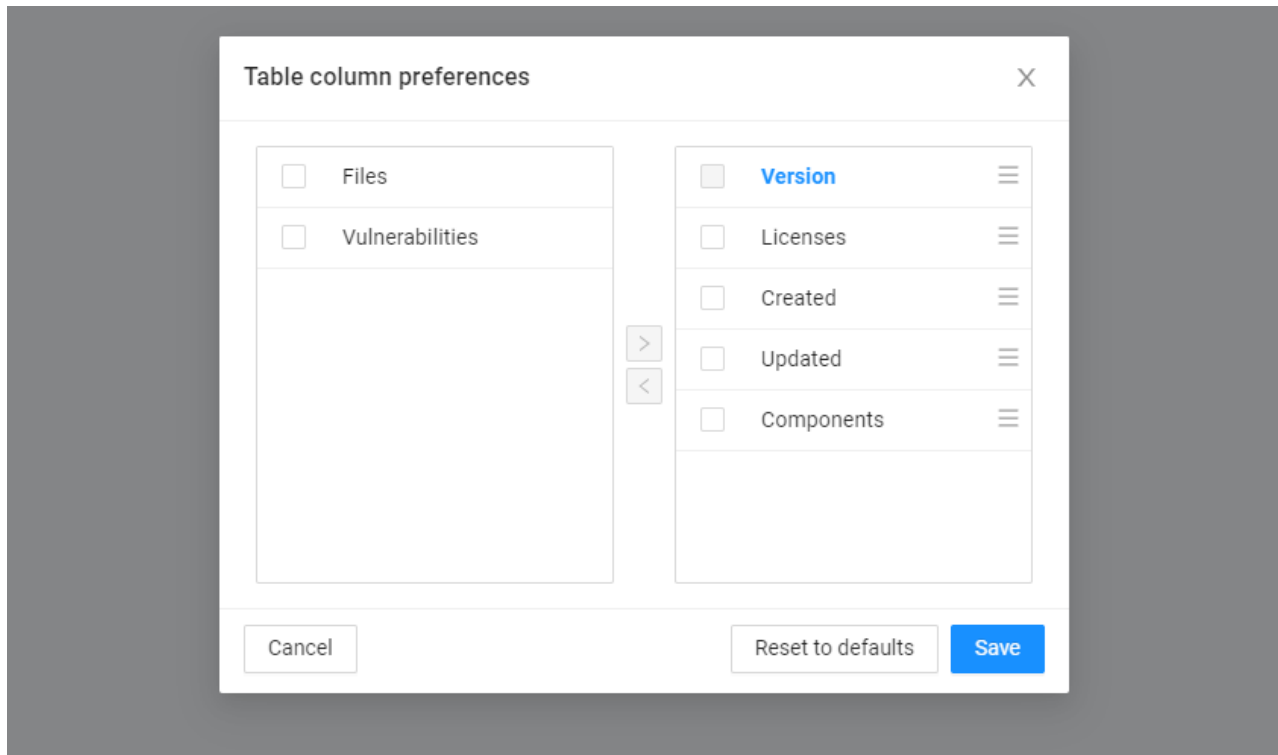 Table column preferences
Files
Vulnerabilities
Version
Licenses
Created
Updated
Components
Cancel
Reset to defaults
Save